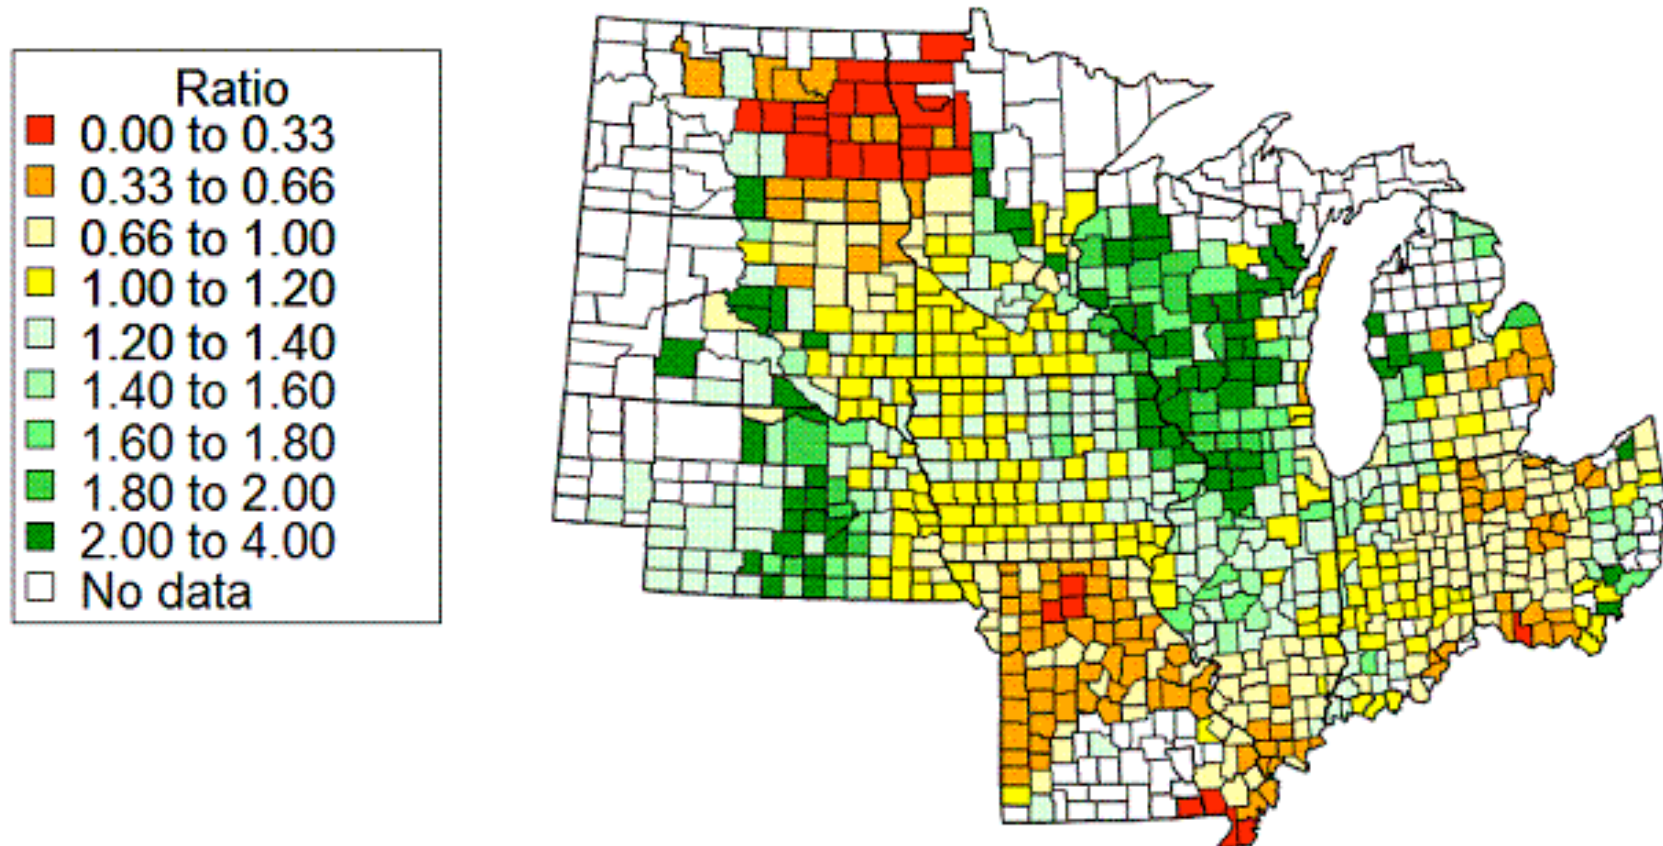 Ratio
0.00 to 0.33
0.33 to 0.66
0.66 to 1.00
1.00 to 1.20
1.20 to 1.40
1.40 to 1.60
1.60 to 1.80
1.80 to 2.00
2.00 to 4.00
No data